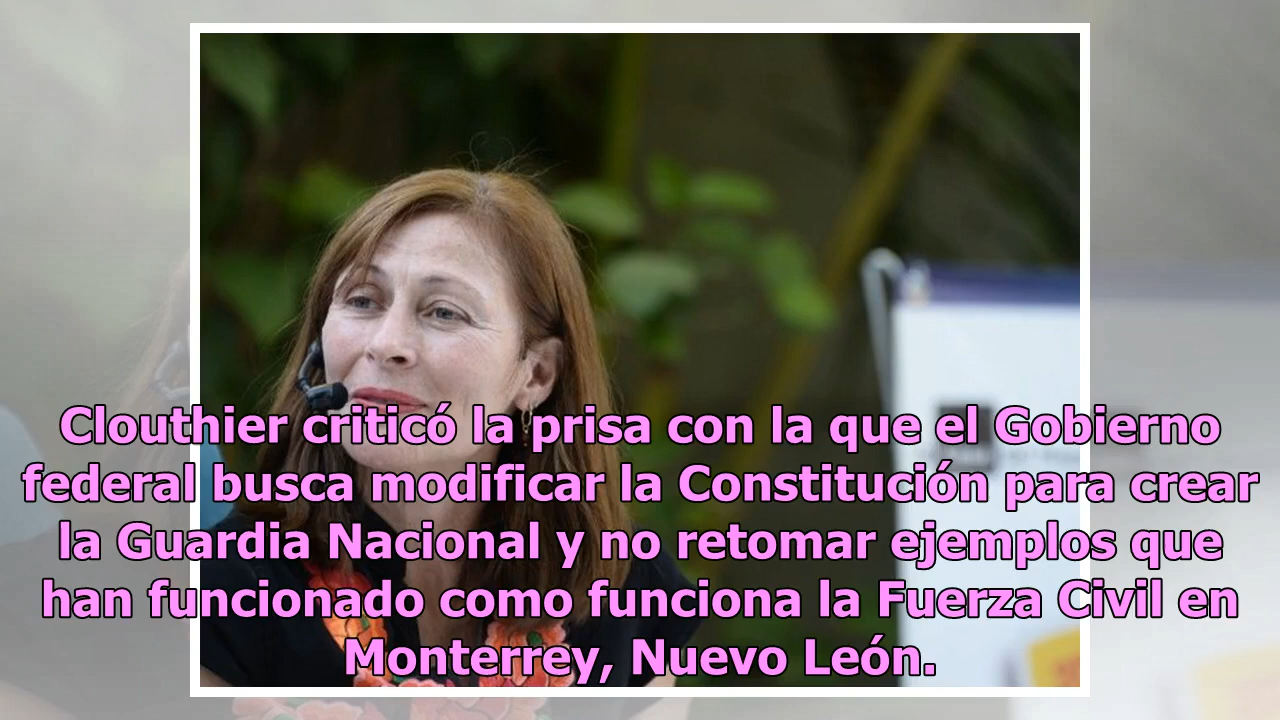 Clouthier criticó la prisa con la que el Gobierno
federal busca modificar la Constitución para crear
la Guardia Nacional y no retomar ejemplos que
han funcionado como funciona la Fuerza Civil en
Monterrey, Nuevo León.